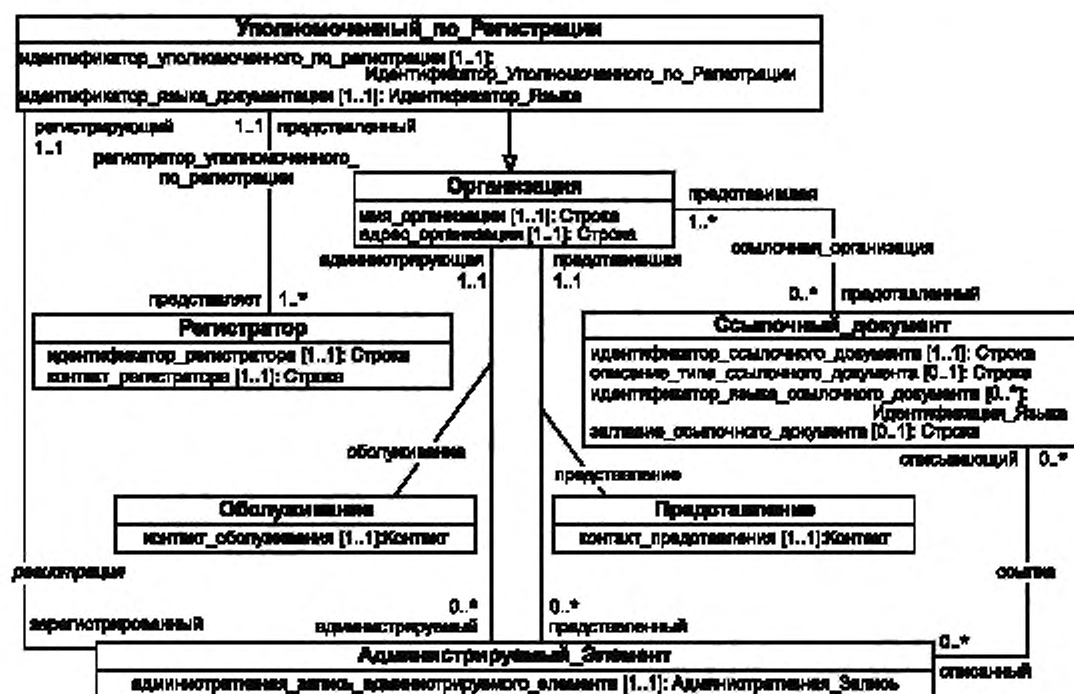 Уполномоченный_по_Регистрации
идентификатор_уполномоченного_по_регистрации [1..1]:
Идентификатор_Уполномоченного_по_Регистрации
идентификатор_языка_документации [1..1]: Идентификатор_Языка
регистрирующий
1..1
1..1 представленный
регистратор_уполномоченного_
по_регистрации
Организация
имя_организации [1..1]: Строка
адрес_организации [1..1]: Строка
представившая
1..*
ссылочная_организация
администрирующая
1..1
представившая
1..1
представляет 1..*
0..* представленный
Регистратор
идентификатор_регистратора [1..1]: Строка
контакт_регистратора [1..1]: Строка
Ссылочный_документ
идентификатор_ссылочного_документа [1..1]: Строка
описание_типа_ссылочного_документа [0..1]: Строка
идентификатор_языка_ссылочного_документа [0..*]:
Идентификация_Языка
заглавие_ссылочного_документа [0..1]: Строка
обслуживание
представление
описывающий 0..*
Обслуживание
контакт_обслуживания [1..1]:Контакт
Представление
контакт_представления [1..1]:Контакт
регистрация
ссылка
зарегистрированный
0..*
администрируемый
0..*
представленный
0..*
описанный
Администрируемый_Элемент
административная_запись_администрируемого_элемента [1..1]: Административная_Запись